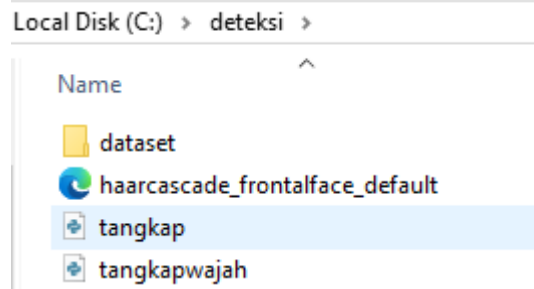 Local Disk (C:) > deteksi >
Name
dataset
haarcascade_frontalface_default
tangkap
tangkapwajah